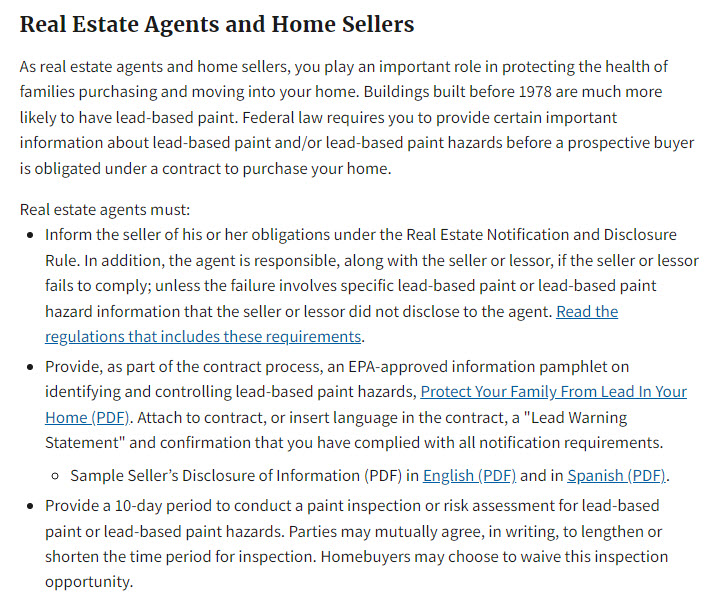 Real Estate Agents and Home Sellers
As real estate agents and home sellers, you play an important role in protecting the health of
families purchasing and moving into your home. Buildings built before 1978 are much more
likely to have lead-based paint. Federal law requires you to provide certain important
information about lead-based paint and/or lead-based paint hazards before a prospective buyer
is obligated under a contract to purchase your home.
Real estate agents must:
• Inform the seller of his or her obligations under the Real Estate Notification and Disclosure
Rule. In addition, the agent is responsible, along with the seller or lessor, if the seller or lessor
fails to comply; unless the failure involves specific lead-based paint or lead-based paint
hazard information that the seller or lessor did not disclose to the agent. Read the
regulations that includes these requirements.
• Provide, as part of the contract process, an EPA-approved information pamphlet on
identifying and controlling lead-based paint hazards, Protect Your Family From Lead In Your
Home (PDF). Attach to contract, or insert language in the contract, a "Lead Warning
Statement" and confirmation that you have complied with all notification requirements.
◦ Sample Seller’s Disclosure of Information (PDF) in English (PDF) and in Spanish (PDF).
• Provide a 10-day period to conduct a paint inspection or risk assessment for lead-based
paint or lead-based paint hazards. Parties may mutually agree, in writing, to lengthen or
shorten the time period for inspection. Homebuyers may choose to waive this inspection
opportunity.